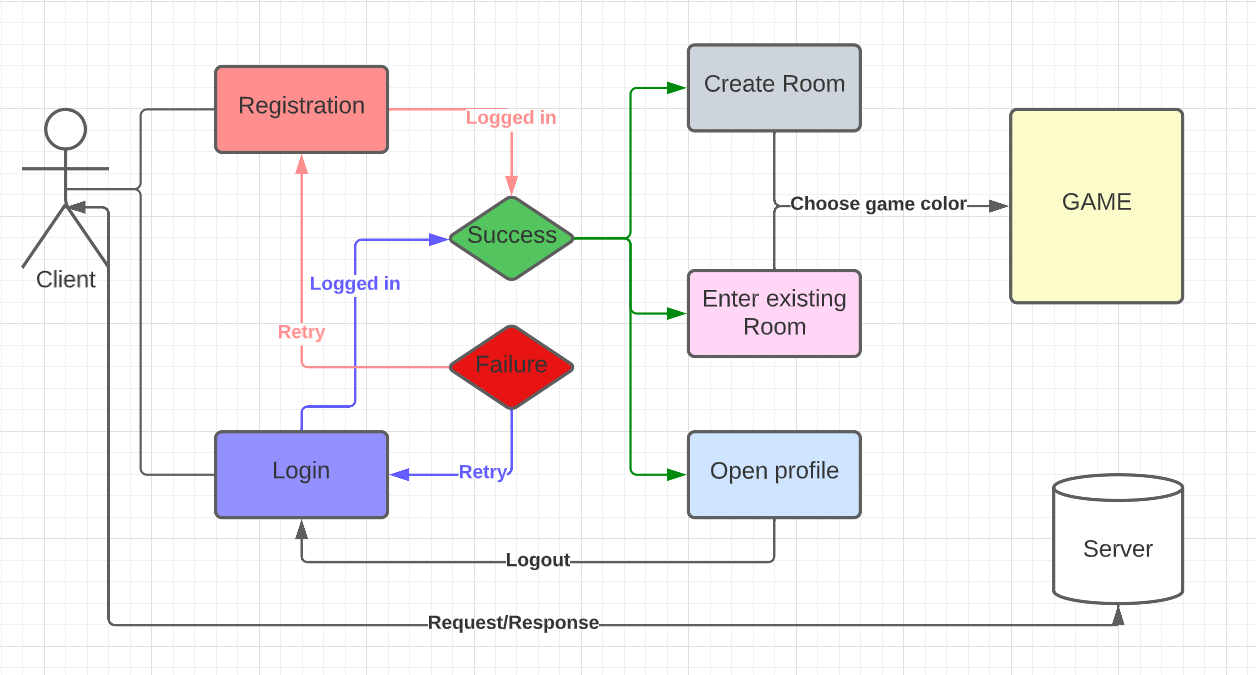 Create Room
Registration
Logged in
GAME
Choose game color
Success
Client
Logged in
Enter existing
Room
Retry
Failure
Login
Retry
Open profile
Server
Logout
Request/Response